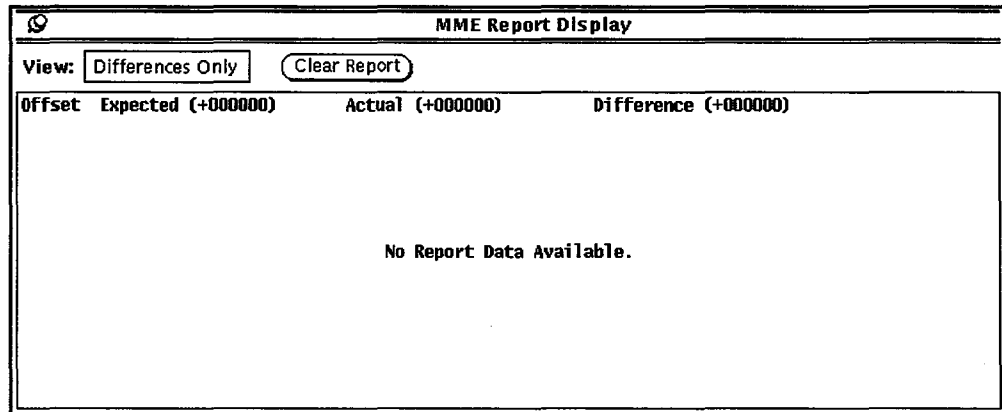 MME Report Display
View: Differences Only Clear Report
Offset Expected (+000000) Actual (+000000) Difference (+000000)
No Report Data Available.